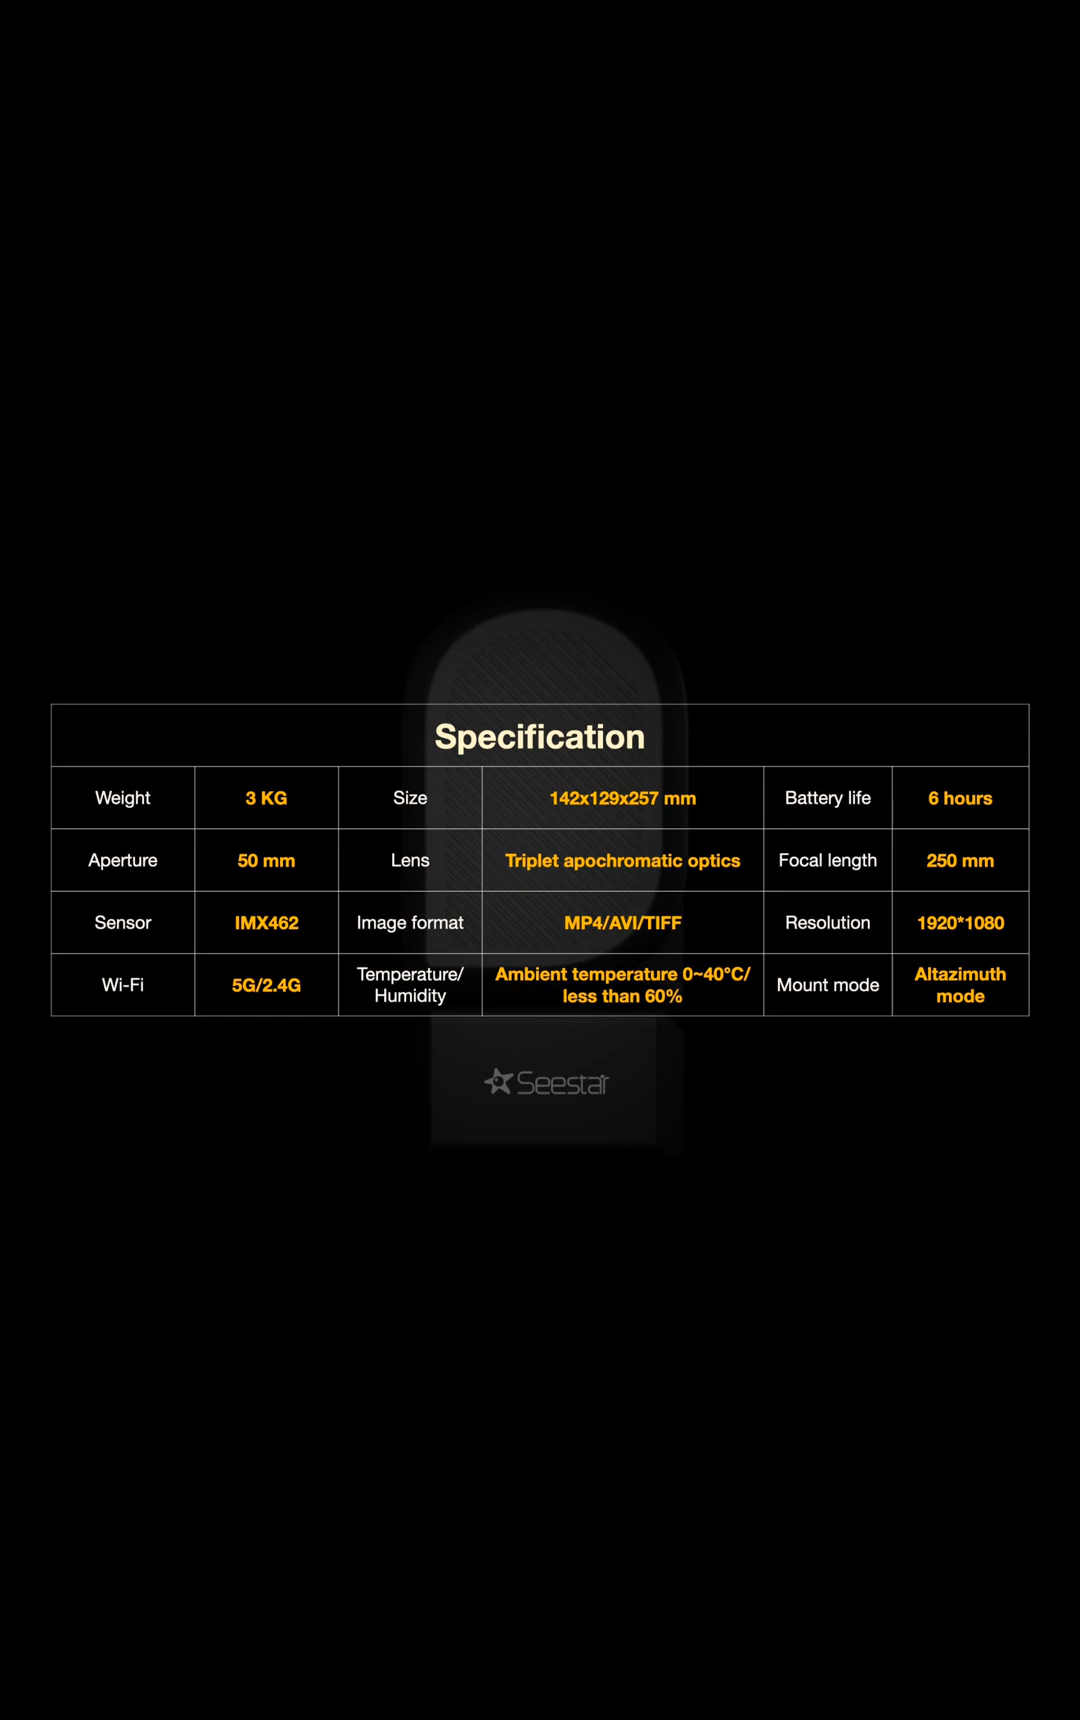 Specification
Weight 3 KG Size 142x129x257 mm Battery life 6 hours
Aperture 50 mm Lens Triplet apochromatic optics Focal length 250 mm
Sensor IMX462 Image format MP4/AVI/TIFF Resolution 1920*1080
Wi-Fi 5G/2.4G Temperature/
Humidity Ambient temperature 0~40°C/
less than 60% Mount mode Altazimuth
mode
Seestar